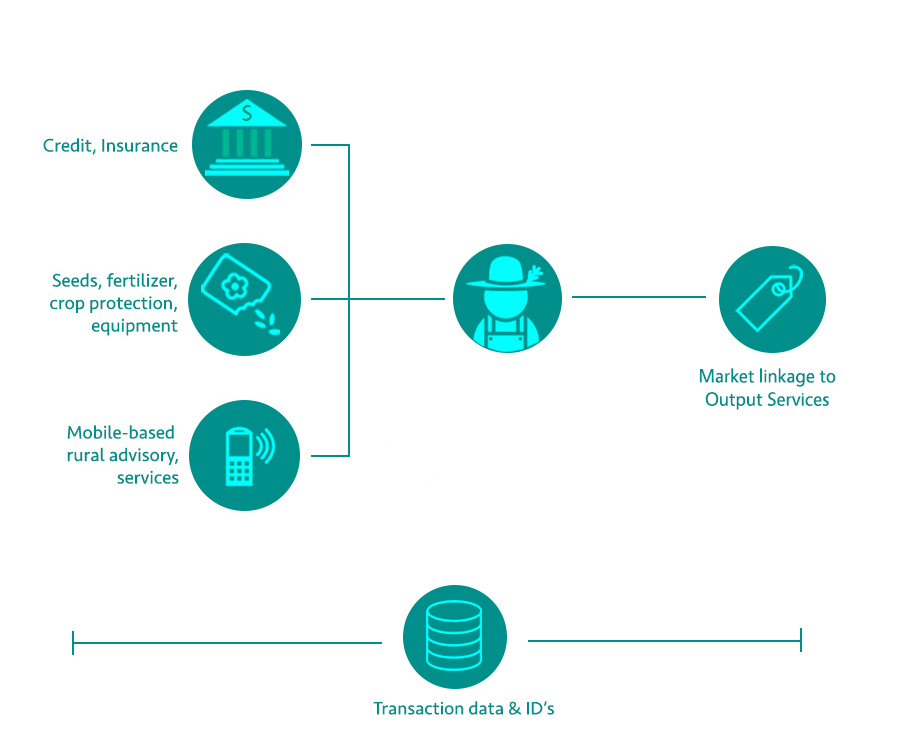 $
Credit, Insurance
Seeds, fertilizer,
crop protection,
equipment
Mobile-based
rural advisory,
services
Market linkage to
Output Services
Transaction data & ID’s